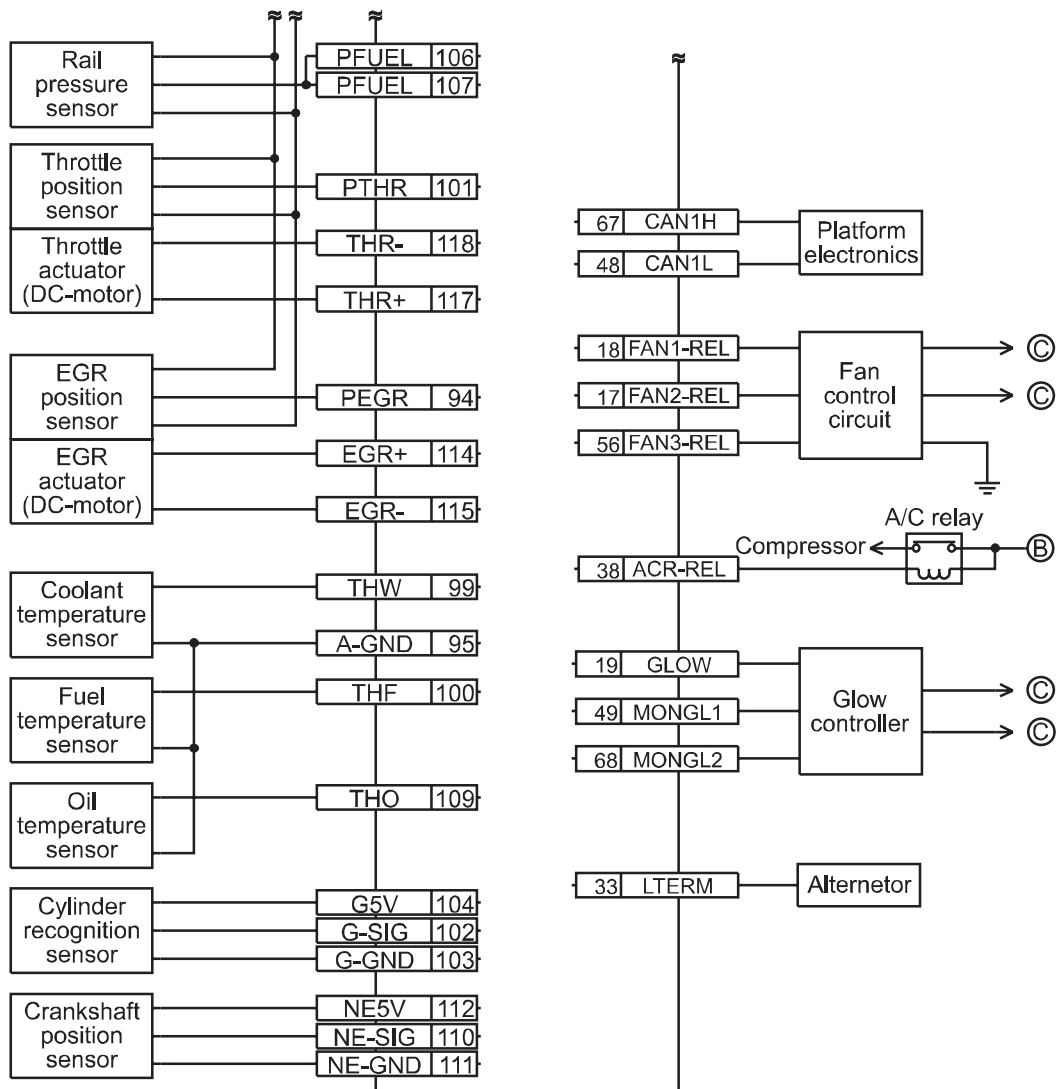 Rail
pressure
sensor
PFUEL 106
PFUEL 107
Throttle
position
sensor
PTHR 101
Throttle
actuator
(DC-motor)
THR- 118
THR+ 117
EGR
position
sensor
PEGR 94
EGR
actuator
(DC-motor)
EGR+ 114
EGR- 115
Coolant
temperature
sensor
THW 99
A-GND 95
Fuel
temperature
sensor
THF 100
Oil
temperature
sensor
THO 109
Cylinder
recognition
sensor
G5V 104
G-SIG 102
G-GND 103
Crankshaft
position
sensor
NE5V 112
NE-SIG 110
NE-GND 111
67 CAN1H
48 CAN1L
Platform
electronics
18 FAN1-REL
17 FAN2-REL
56 FAN3-REL
Fan
control
circuit
C
C
A/C relay
Compressor
B
38 ACR-REL
19 GLOW
49 MONGL1
68 MONGL2
Glow
controller
C
C
33 LTERM
Alternetor